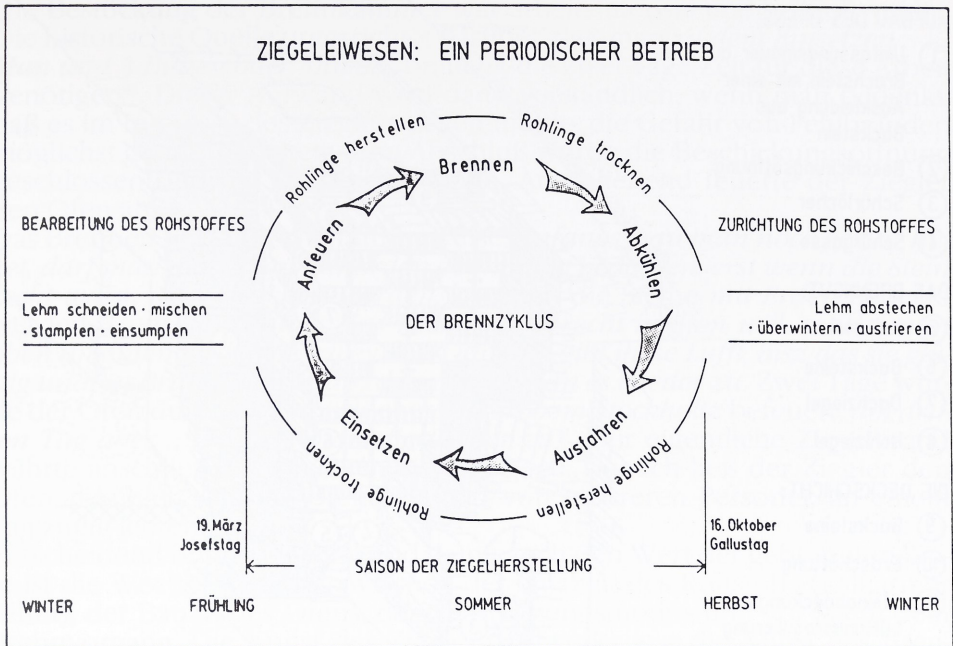 ZIEGELEIWESEN: EIN PERIODISCHER BETRIEB
Rohlinge herstellen
Rohlinge trocknen
Brennen
BEARBEITUNG DES ROHSTOFFES
ZURICHTUNG DES ROHSTOFFES
Anfeuern
Abkühlen
Lehm schneiden · mischen
· stampfen · einsumpfen
DER BRENNZYKLUS
Lehm abstechen
· überwintern · ausfrieren
Einsetzen
Ausfahren
Rohlinge trocknen
Rohlinge herstellen
19. März
Josefstag
16. Oktober
Gallustag
SAISON DER ZIEGELHERSTELLUNG
WINTER FRÜHLING SOMMER HERBST WINTER